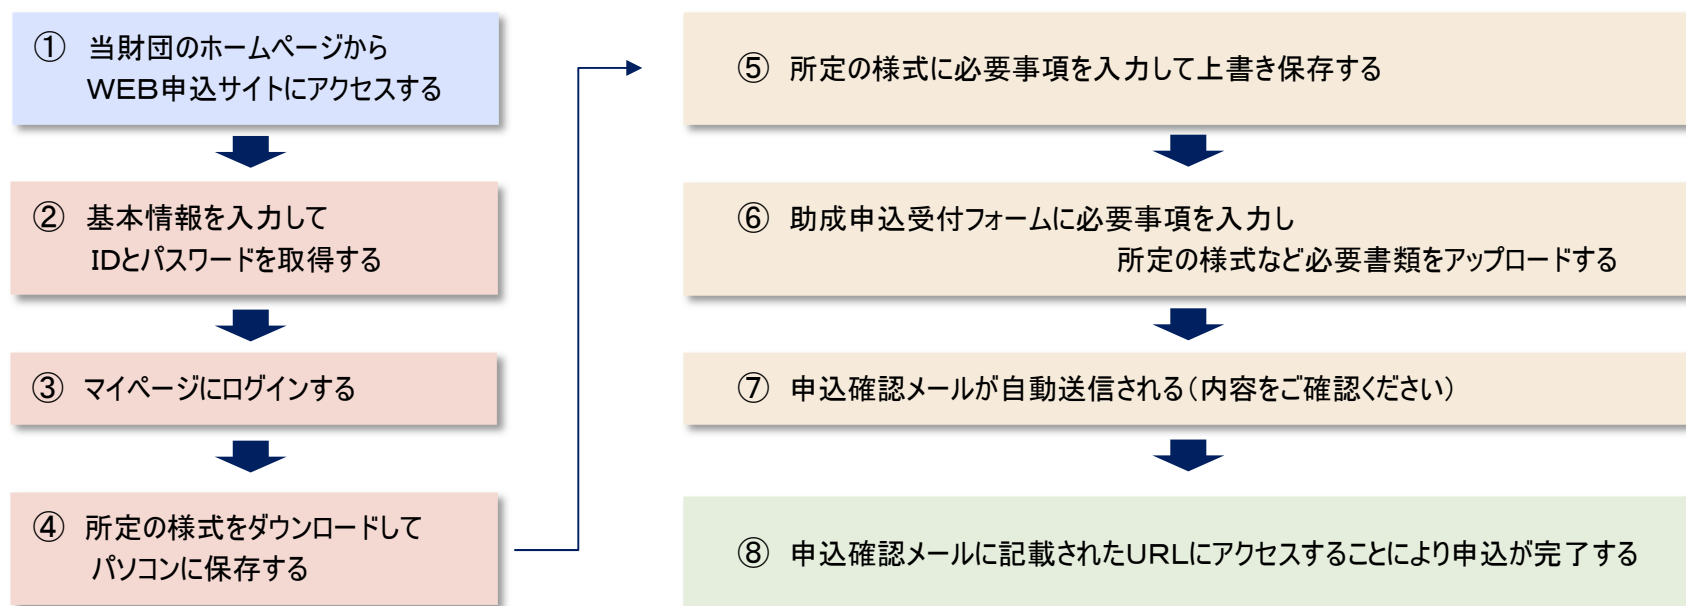 ① 当財団のホームページから
WEB申込サイトにアクセスする
② 基本情報を入力して
IDとパスワードを取得する
③ マイページにログインする
④ 所定の様式をダウンロードして
パソコンに保存する
⑤ 所定の様式に必要事項を入力して上書き保存する
⑥ 助成申込受付フォームに必要事項を入力し
所定の様式など必要書類をアップロードする
⑦ 申込確認メールが自動送信される(内容をご確認ください)
⑧ 申込確認メールに記載されたURLにアクセスすることにより申込が完了する